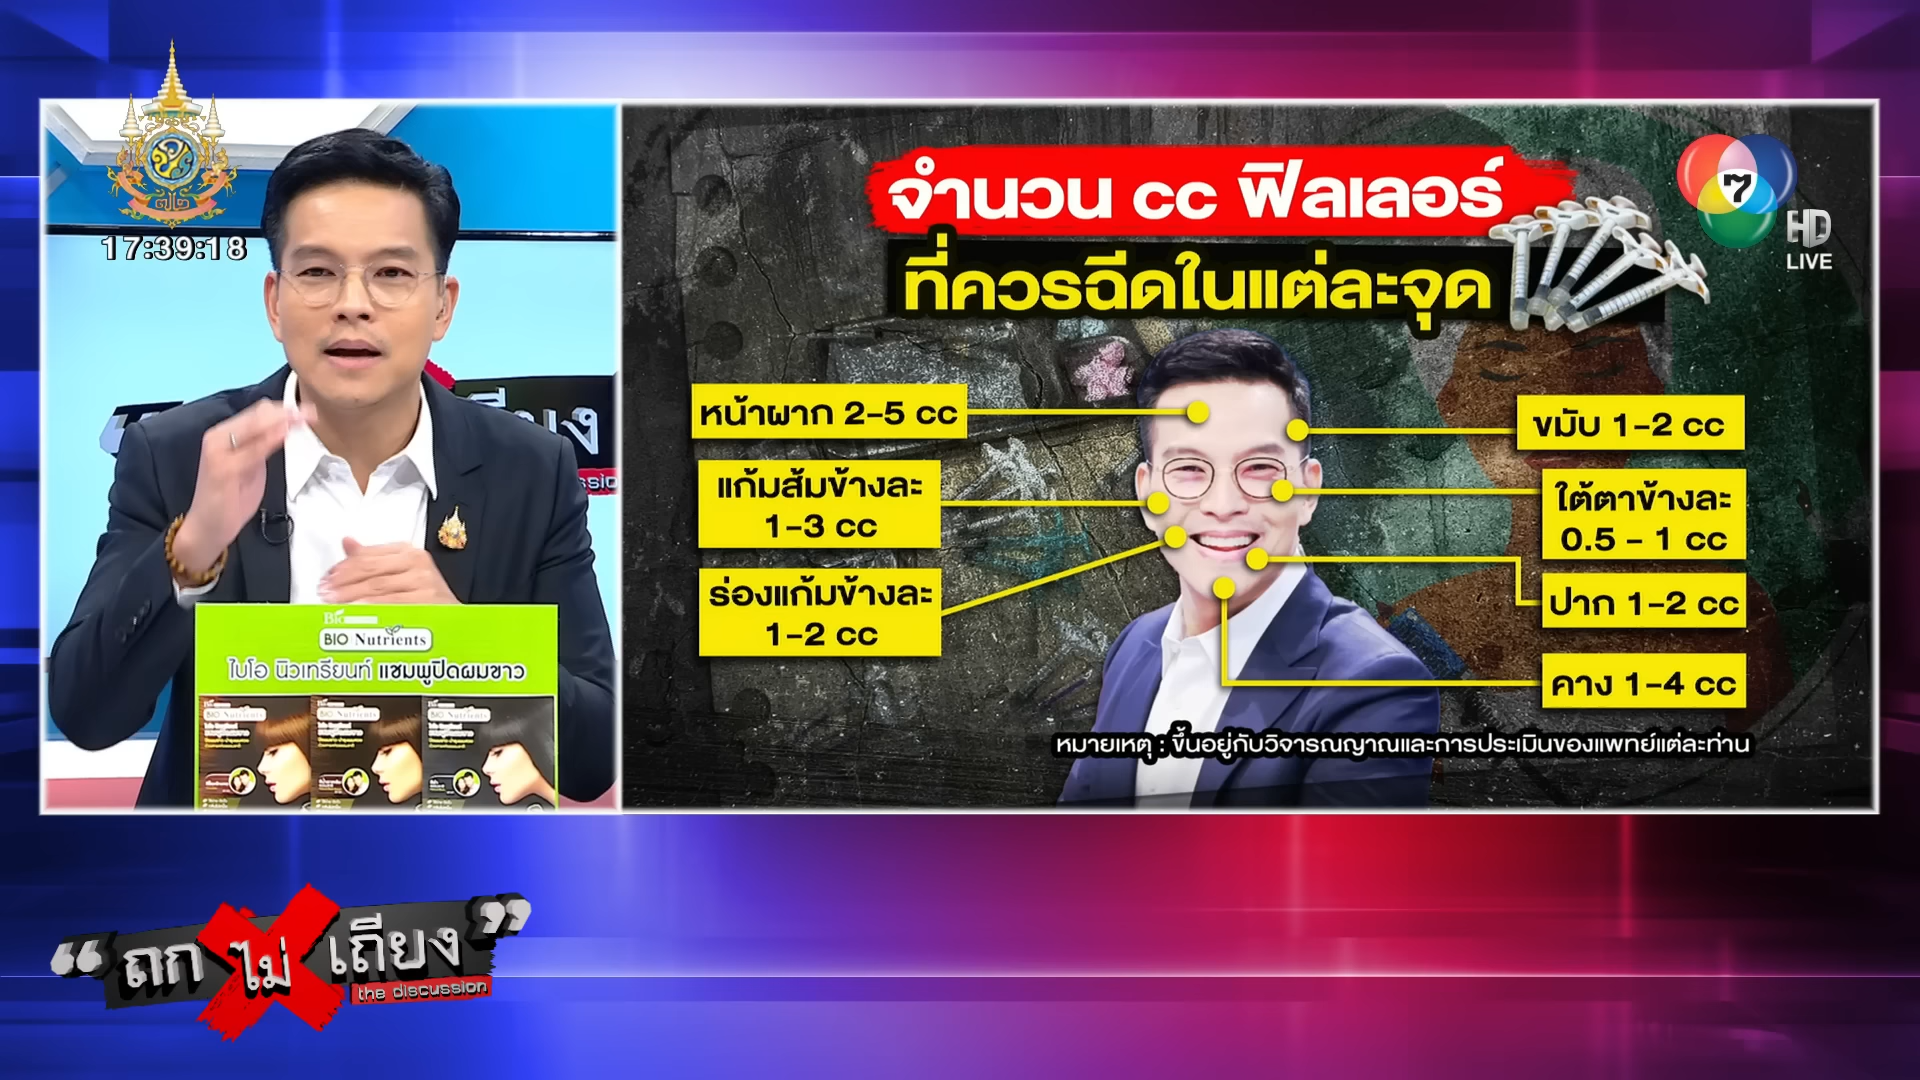 ๗๒
17:39:18
จำนวน cc ฟิลเลอร์
ที่ควรฉีดในแต่ละจุด
7
HD
LIVE
หน้าผาก 2-5 cc
แก้มส้มข้างละ
1-3 cc
ร่องแก้มข้างละ
1-2 cc
ขมับ 1-2 cc
ใต้ตาข้างละ
0.5 - 1 cc
ปาก 1-2 cc
คาง 1-4 cc
หมายเหตุ : ขึ้นอยู่กับวิจารณญาณและการประเมินของแพทย์แต่ละท่าน
BIO Nutrients
ไบโอ นิวเทรียนท์ แชมพูปิดผมขาว
BIO Nutrients
BIO Nutrients
BIO Nutrients
“ถกไม่เถียง”
the discussion